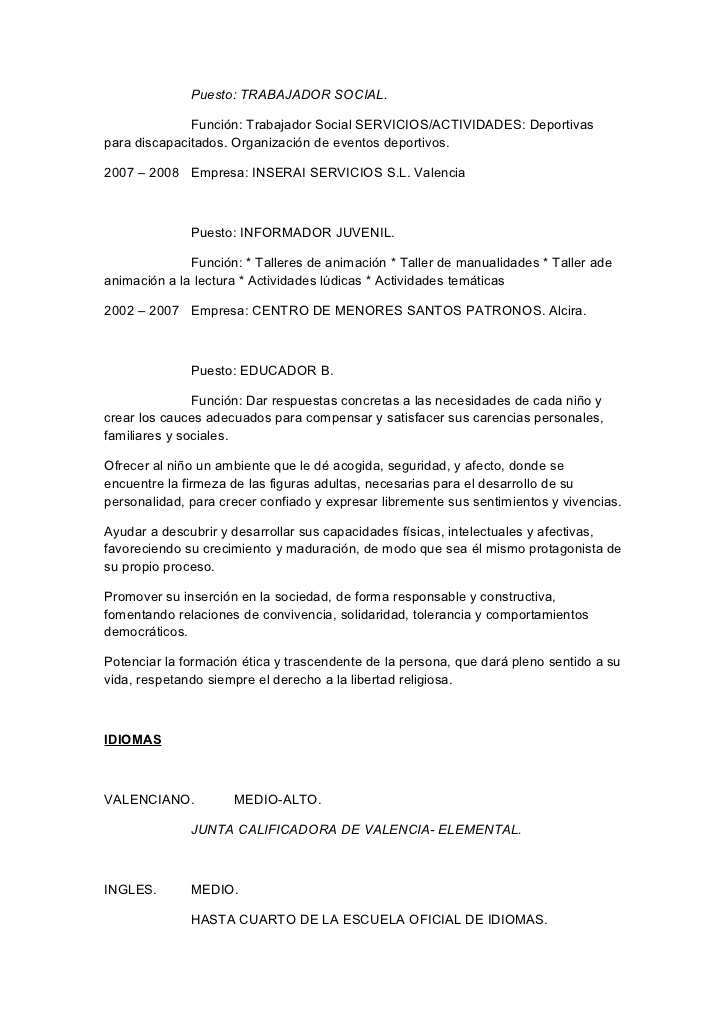 Puesto: TRABAJADOR SOCIAL.
Función: Trabajador Social SERVICIOS/ACTIVIDADES: Deportivas
para discapacitados. Organización de eventos deportivos.
2007 – 2008 Empresa: INSERAI SERVICIOS S.L. Valencia
Puesto: INFORMADOR JUVENIL.
Función: * Talleres de animación * Taller de manualidades * Taller ade
animación a la lectura * Actividades lúdicas * Actividades temáticas
2002 – 2007 Empresa: CENTRO DE MENORES SANTOS PATRONOS. Alcira.
Puesto: EDUCADOR B.
Función: Dar respuestas concretas a las necesidades de cada niño y
crear los cauces adecuados para compensar y satisfacer sus carencias personales,
familiares y sociales.
Ofrecer al niño un ambiente que le dé acogida, seguridad, y afecto, donde se
encuentre la firmeza de las figuras adultas, necesarias para el desarrollo de su
personalidad, para crecer confiado y expresar libremente sus sentimientos y vivencias.
Ayudar a descubrir y desarrollar sus capacidades físicas, intelectuales y afectivas,
favoreciendo su crecimiento y maduración, de modo que sea él mismo protagonista de
su propio proceso.
Promover su inserción en la sociedad, de forma responsable y constructiva,
fomentando relaciones de convivencia, solidaridad, tolerancia y comportamientos
democráticos.
Potenciar la formación ética y trascendente de la persona, que dará pleno sentido a su
vida, respetando siempre el derecho a la libertad religiosa.
IDIOMAS
VALENCIANO. MEDIO-ALTO.
JUNTA CALIFICADORA DE VALENCIA- ELEMENTAL.
INGLES. MEDIO.
HASTA CUARTO DE LA ESCUELA OFICIAL DE IDIOMAS.